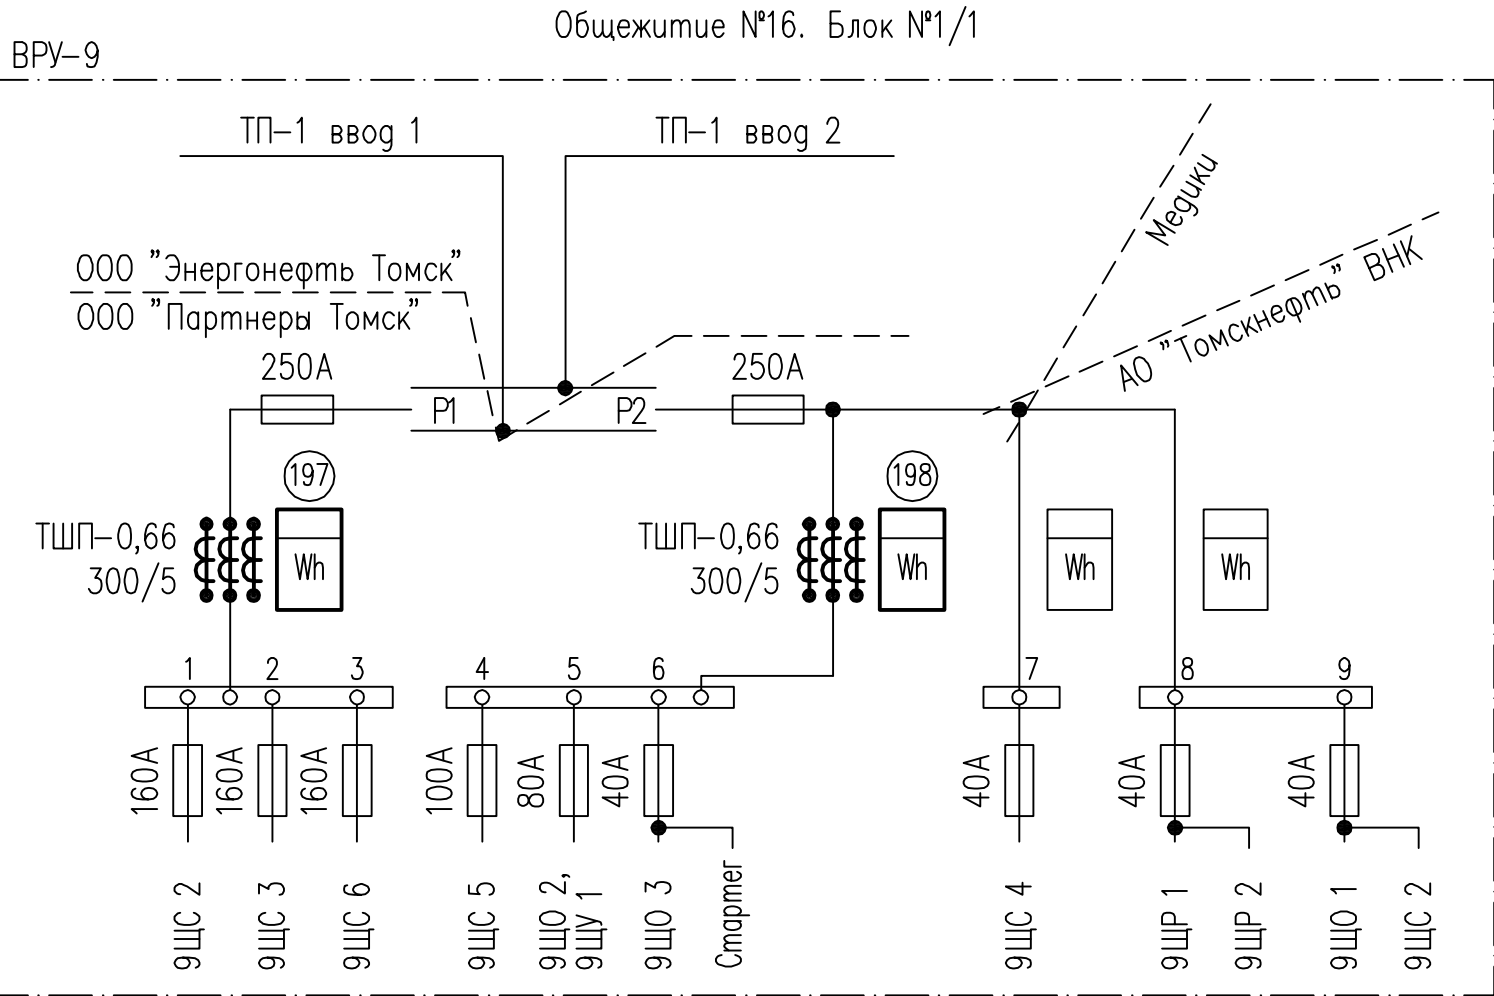 Общежитие №16. Блок №1/1
ВРУ-9
ТП-1 ввод 1
ТП-1 ввод 2
Медики
ООО "Энергонефть Томск"
ООО "Партнеры Томск"
АО "Томскнефть" ВНК
250А
250А
Р1
Р2
197
198
ТШП-0,66
300/5
Wh
ТШП-0,66
300/5
Wh
Wh
Wh
1
2
3
4
5
6
7
8
9
160А
160А
160А
100А
80А
40А
40А
40А
40А
9ЩС 2
9ЩС 3
9ЩС 6
9ЩС 5
9ЩО 2,
9ЩУ 1
9ЩО 3
Стартег
9ЩС 4
9ЩР 1
9ЩР 2
9ЩО 1
9ЩС 2